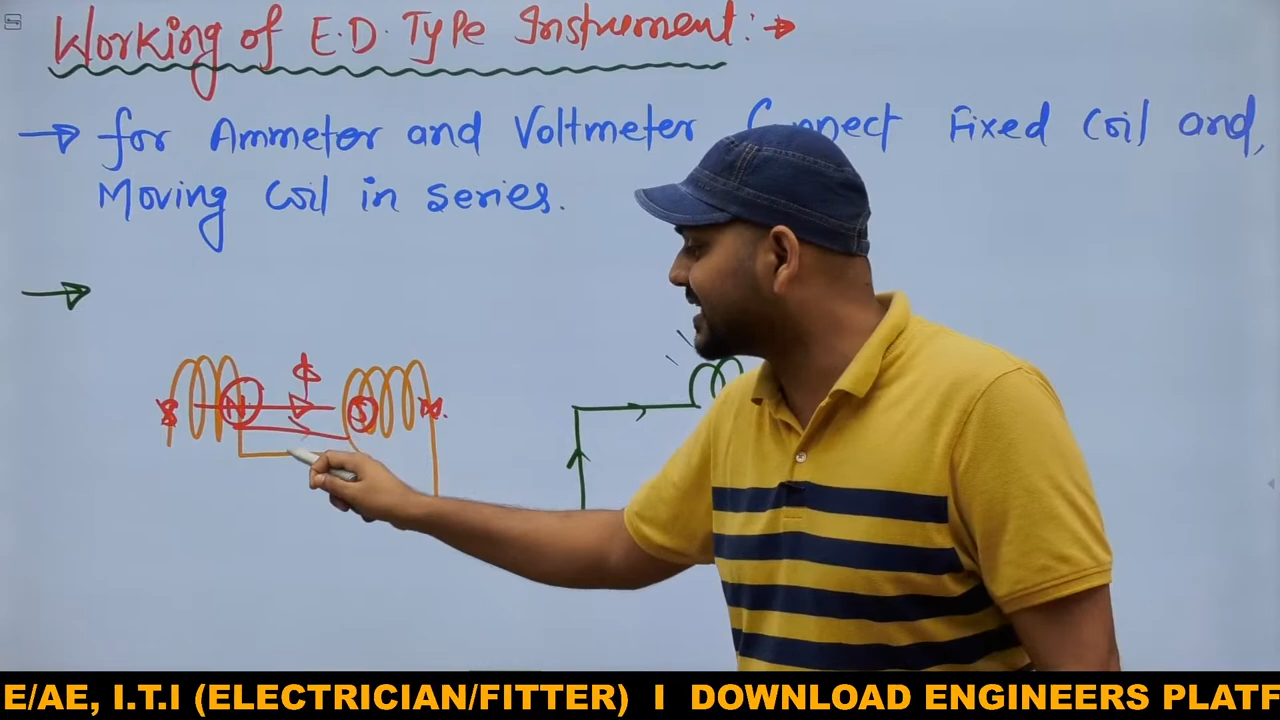 Working of E.D. Type Instrument:→
→ for Ammeter and Voltmeter Connect Fixed Coil and,
Moving Coil in series.
ɸ
S N S N
E/AE, I.T.I (ELECTRICIAN/FITTER) I DOWNLOAD ENGINEERS PLATF